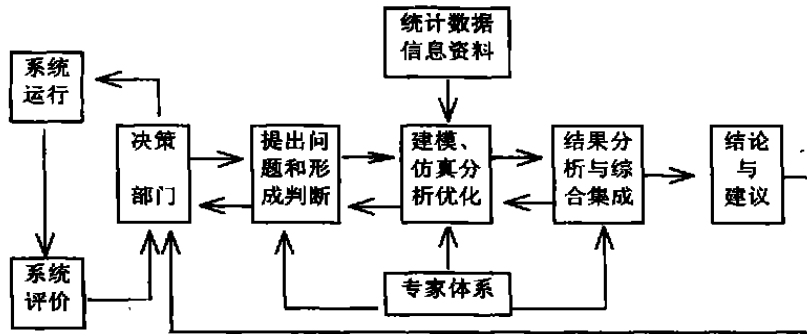 统计数据
信息资料
系统
运行
决策
部门
提出问
题和形
成判断
建模、
仿真分
析优化
结果分
析与综
合集成
结论
与
建议
系统
评价
专家体系